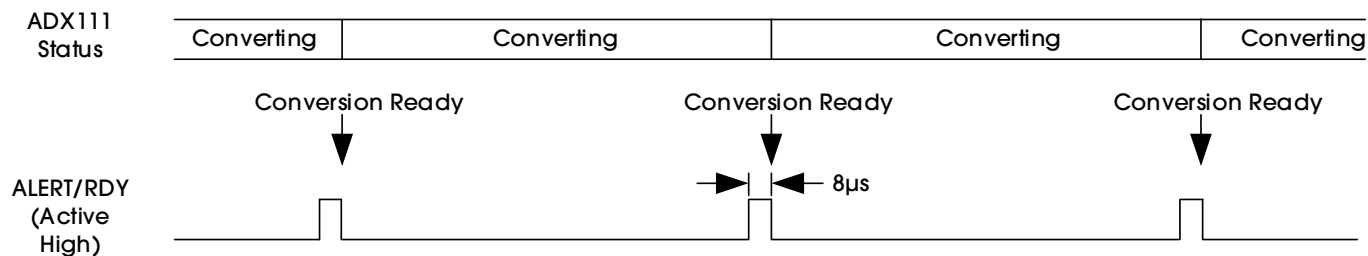 ADX111
Status
Converting
Converting
Converting
Converting
Conversion Ready
Conversion Ready
Conversion Ready
8µs
ALERT/RDY
(Active
High)